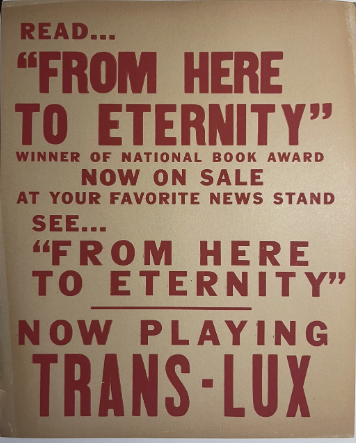 READ...
“FROM HERE
TO ETERNITY”
WINNER OF NATIONAL BOOK AWARD
NOW ON SALE
AT YOUR FAVORITE NEWS STAND
SEE...
“FROM HERE
TO ETERNITY”
NOW PLAYING
TRANS-LUX